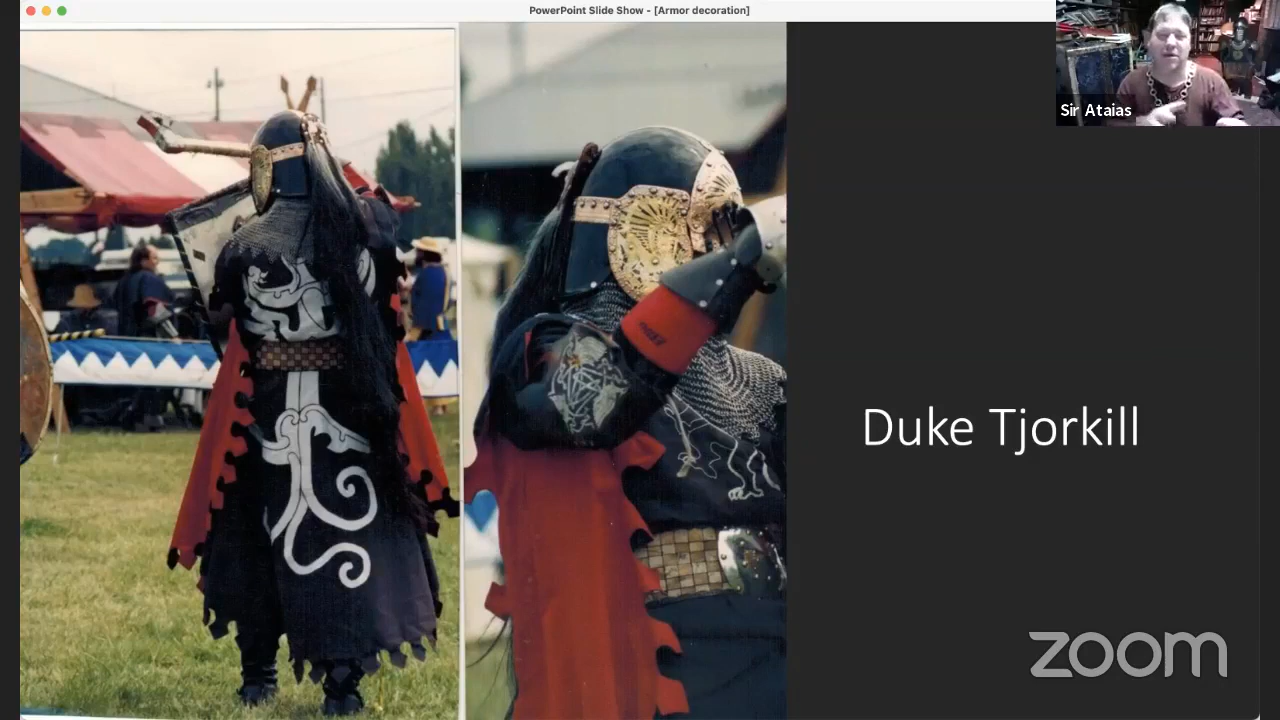 PowerPoint Slide Show - [Armor decoration]
Sir Ataias
Duke Tjorkill
zoom